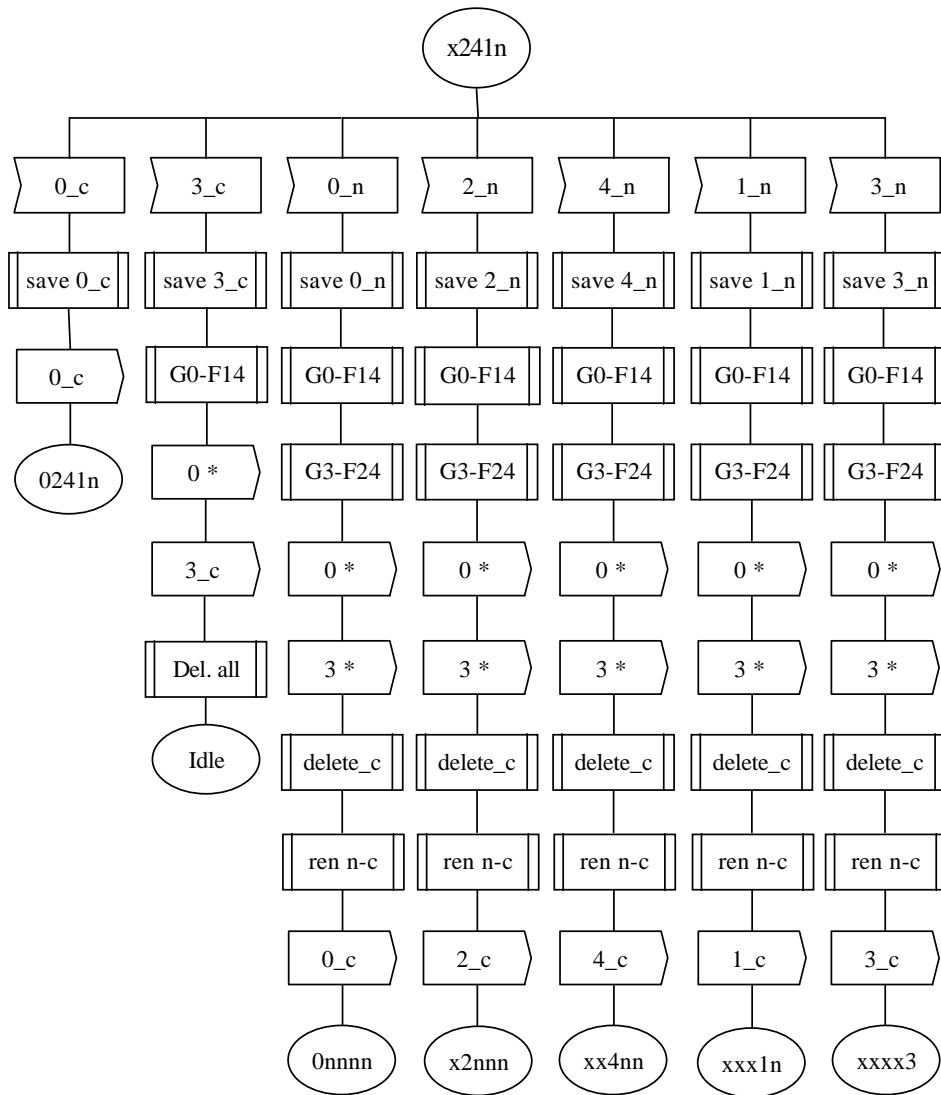 x241n
0_c
3_c
0_n
2_n
4_n
1_n
3_n
save 0_c
save 3_c
save 0_n
save 2_n
save 4_n
save 1_n
save 3_n
0_c
G0-F14
G0-F14
G0-F14
G0-F14
G0-F14
G0-F14
0241n
0 *
G3-F24
G3-F24
G3-F24
G3-F24
G3-F24
3_c
0 *
0 *
0 *
0 *
0 *
Del. all
3 *
3 *
3 *
3 *
3 *
Idle
delete_c
delete_c
delete_c
delete_c
delete_c
ren n-c
ren n-c
ren n-c
ren n-c
ren n-c
0_c
2_c
4_c
1_c
3_c
0nnnn
x2nnn
xx4nn
xxx1n
xxxx3